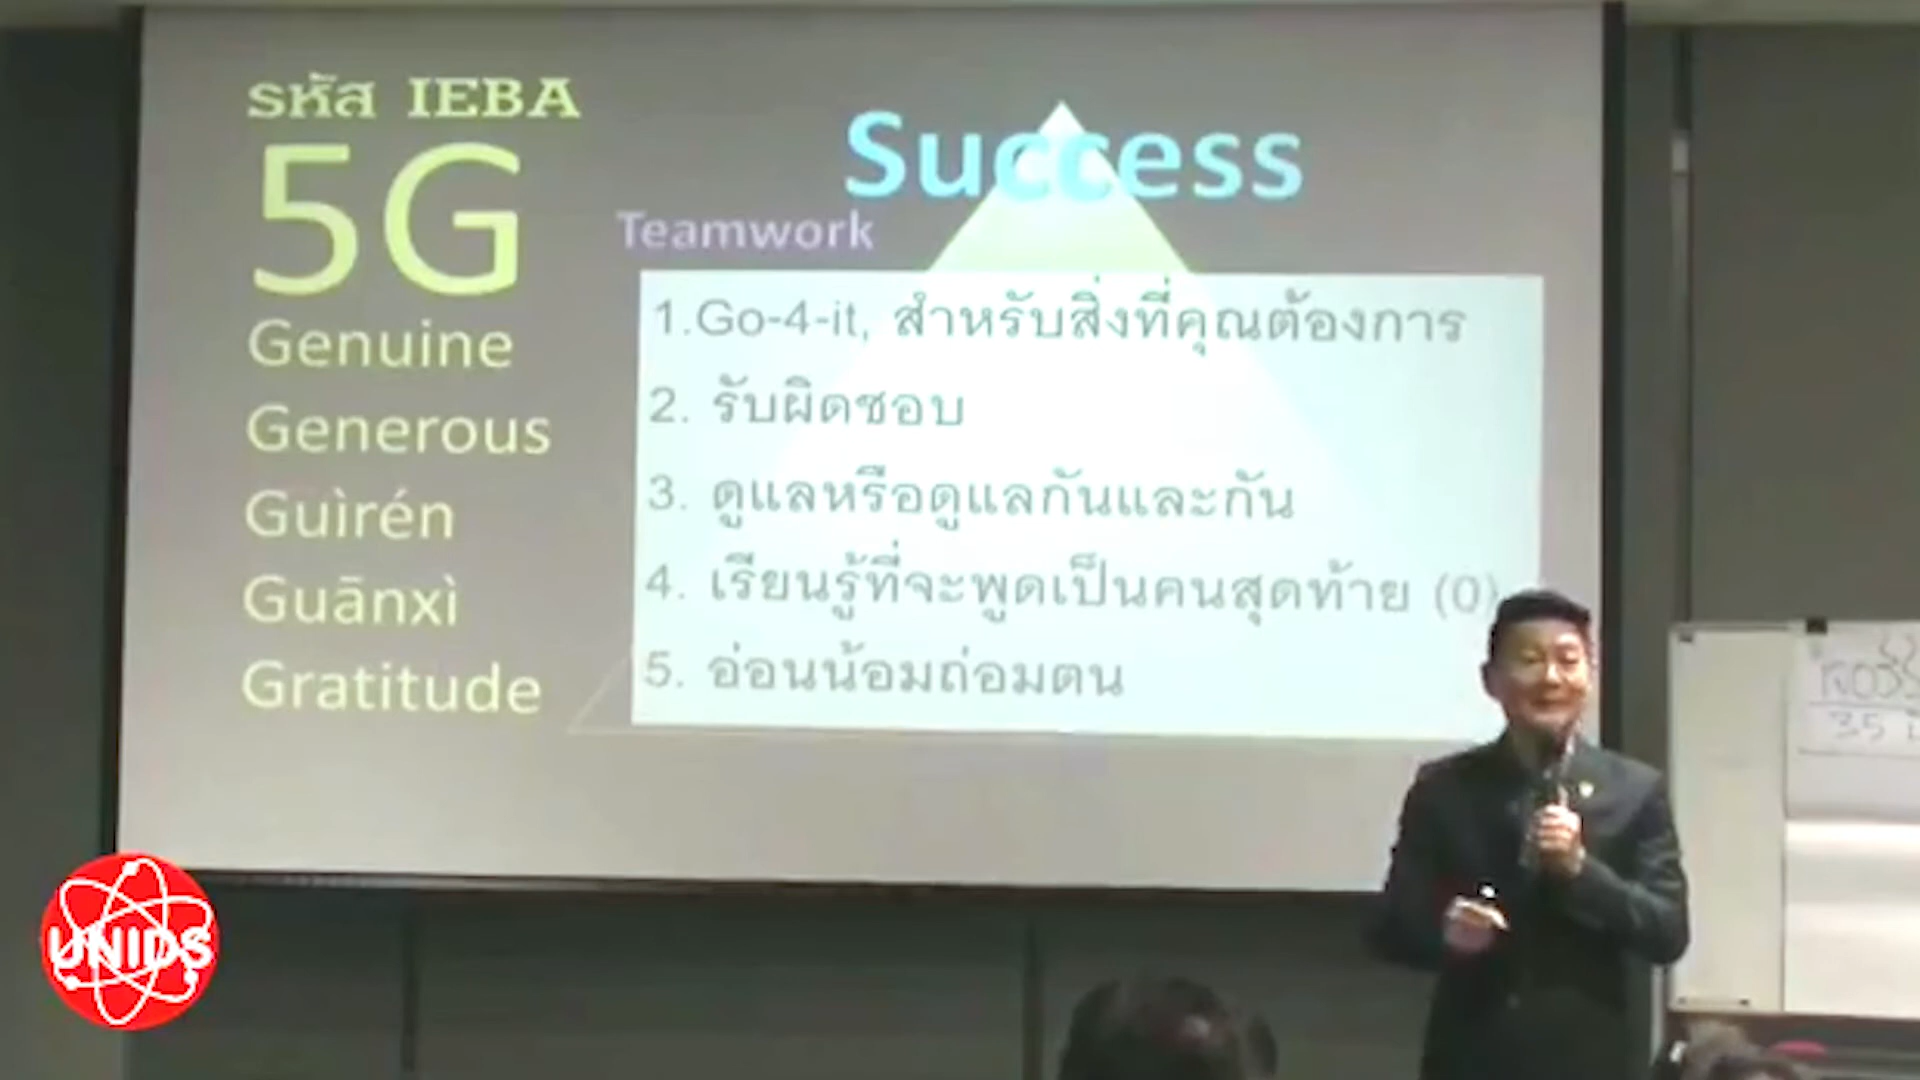 รหัส IEBA
5G
Genuine
Generous
Guìrén
Guānxì
Gratitude
Success
Teamwork
1.Go-4-it, สำหรับสิ่งที่คุณต้องการ
2. รับผิดชอบ
3. ดูแลหรือดูแลกันและกัน
4. เรียนรู้ที่จะพูดเป็นคนสุดท้าย (0)
5. อ่อนน้อมถ่อมตน
35
UNIDS